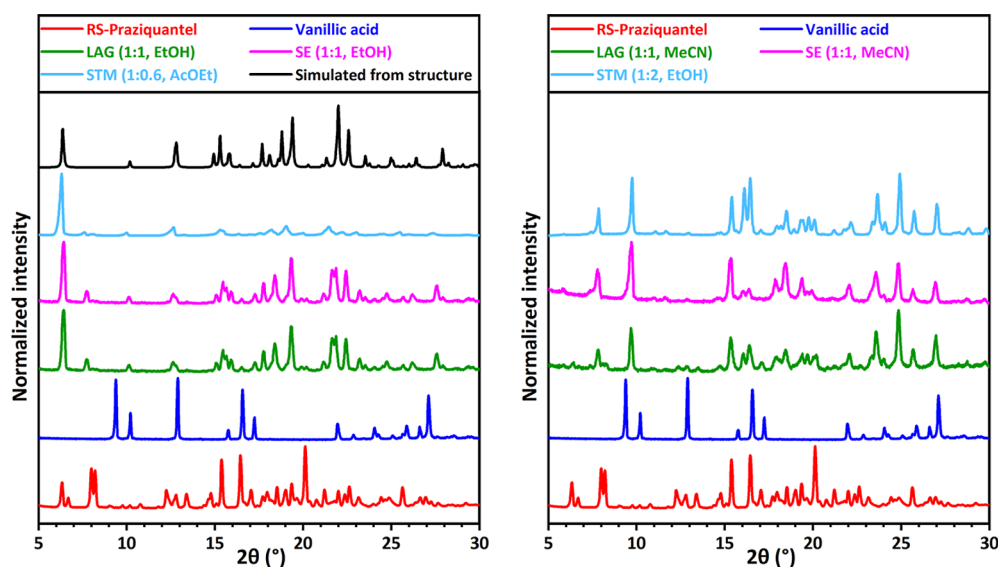 RS-Praziquantel Vanillic acid
LAG (1:1, EtOH) SE (1:1, EtOH)
STM (1:0.6, AcOEt) Simulated from structure
Normalized intensity
5 10 15 20 25 30
2θ (°)
RS-Praziquantel Vanillic acid
LAG (1:1, MeCN) SE (1:1, MeCN)
STM (1:2, EtOH)
Normalized intensity
5 10 15 20 25 30
2θ (°)